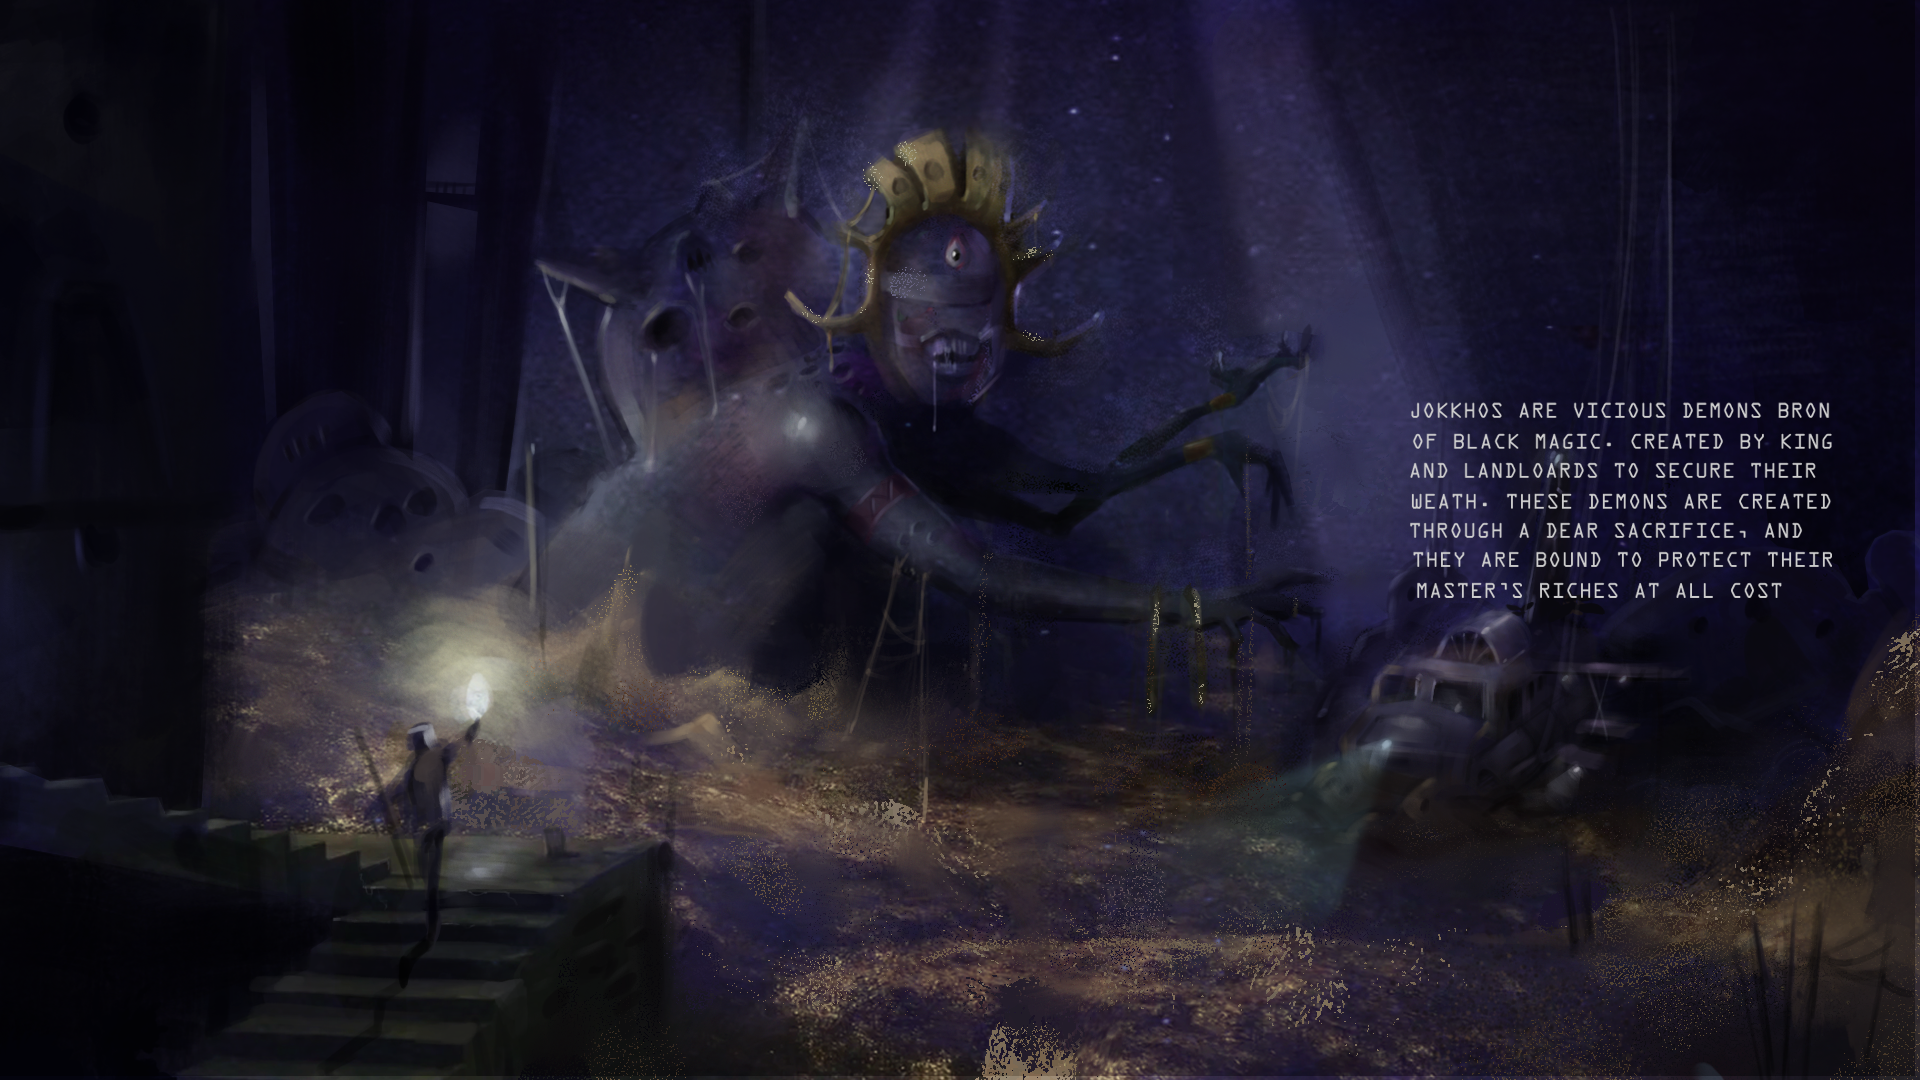 JOKKHOS ARE VICIOUS DEMONS BRON
OF BLACK MAGIC. CREATED BY KING
AND LANDLOARDS TO SECURE THEIR
WEATH. THESE DEMONS ARE CREATED
THROUGH A DEAR SACRIFICE, AND
THEY ARE BOUND TO PROTECT THEIR
MASTER'S RICHES AT ALL COST